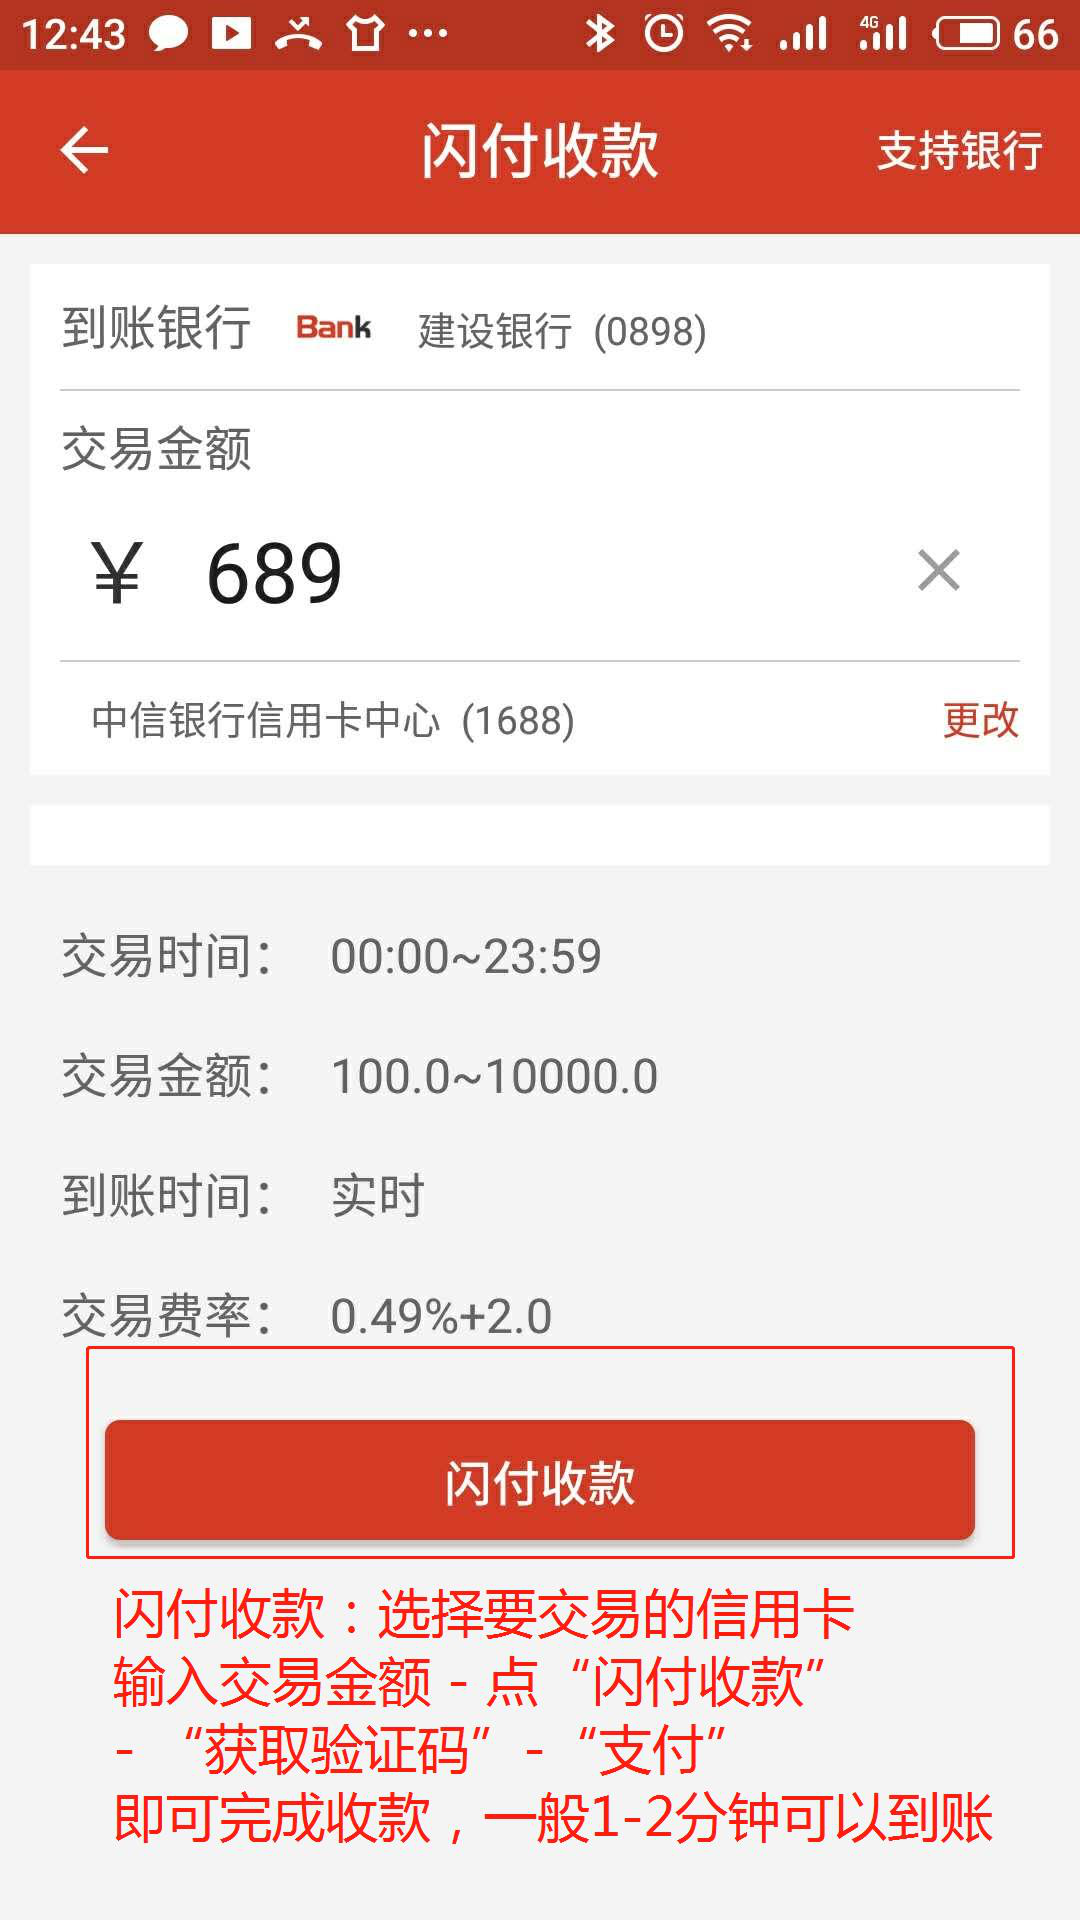 12:43 4G 66
闪付收款 支持银行
到账银行 Bank 建设银行 (0898)
交易金额
¥ 689
中信银行信用卡中心 (1688) 更改
交易时间： 00:00~23:59
交易金额： 100.0~10000.0
到账时间： 实时
交易费率： 0.49%+2.0
闪付收款
闪付收款：选择要交易的信用卡
输入交易金额 - 点“闪付收款”
- “获取验证码” - “支付”
即可完成收款，一般1-2分钟可以到账